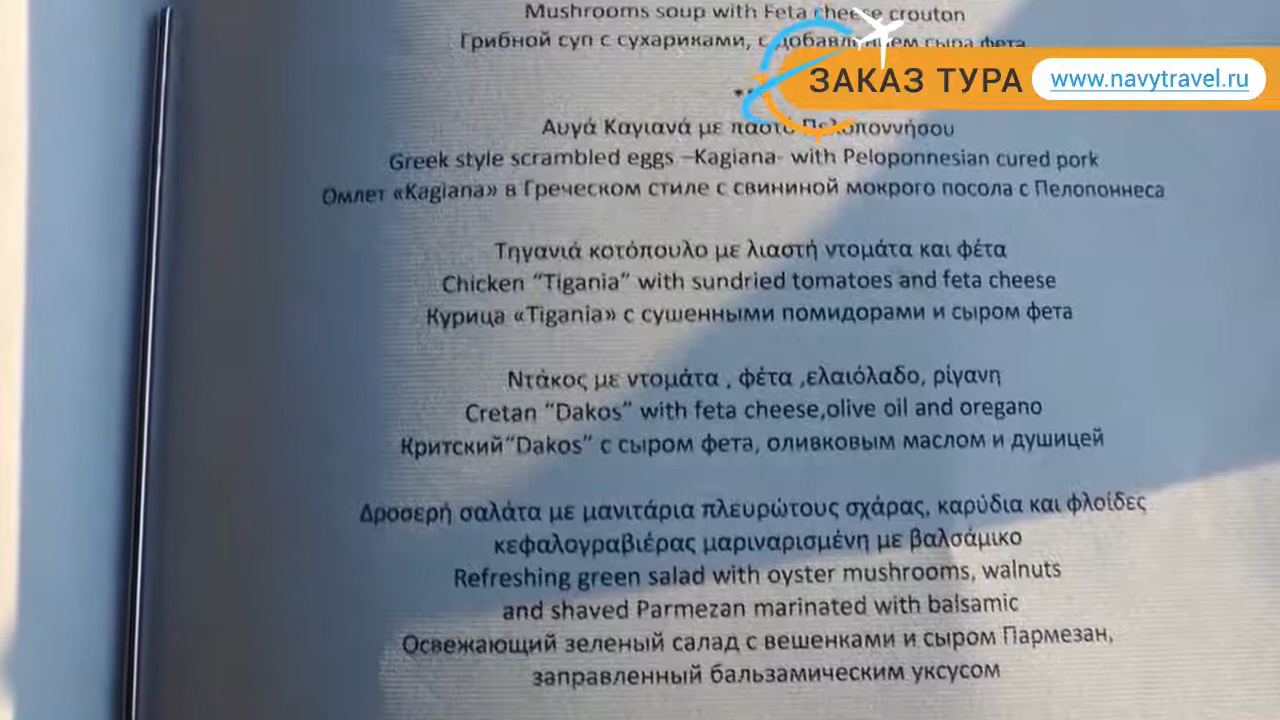 Mushrooms soup with Feta cheese crouton
Грибной суп с сухариками, с добавлением сыра фета
ЗАКАЗ ТУРА www.navytravel.ru
Αυγά Καγιανά με παστό Πελοποννήσου
Greek style scrambled eggs –Kagiana- with Peloponnesian cured pork
Омлет «Kagiana» в Греческом стиле с свининой мокрого посола с Пелопоннеса
Τηγανιά κοτόπουλο με λιαστή ντομάτα και φέτα
Chicken “Tigania” with sundried tomatoes and feta cheese
Курица «Tigania» с сушенными помидорами и сыром фета
Ντάκος με ντομάτα , φέτα ,ελαιόλαδο, ρίγανη
Cretan “Dakos” with feta cheese,olive oil and oregano
Критский“Dakos” с сыром фета, оливковым маслом и душицей
Δροσερή σαλάτα με μανιτάρια πλευρώτους σχάρας, καρύδια και φλοίδες
κεφαλογραβιέρας μαριναρισμένη με βαλσάμικο
Refreshing green salad with oyster mushrooms, walnuts
and shaved Parmezan marinated with balsamic
Освежающий зеленый салад с вешенками и сыром Пармезан,
заправленный бальзамическим уксусом